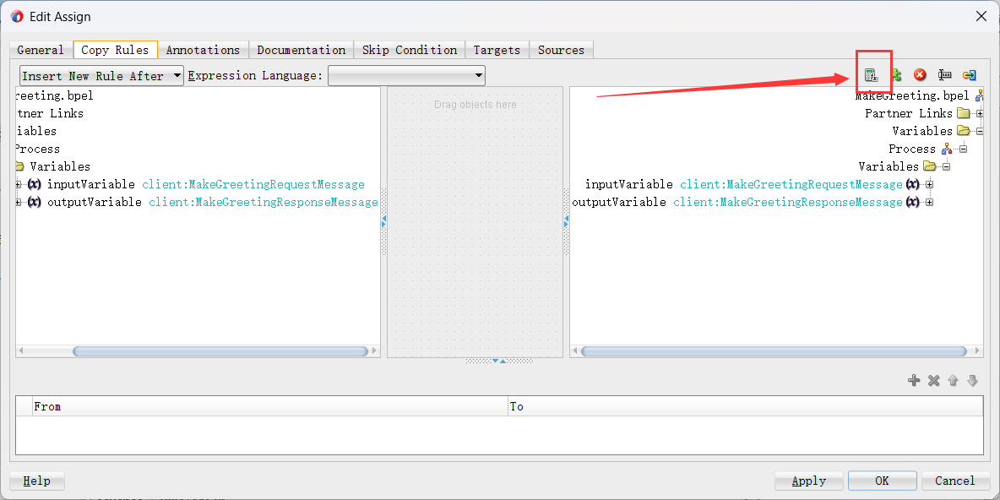 Edit Assign
General Copy Rules Annotations Documentation Skip Condition Targets Sources
Insert New Rule After Expression Language:
reeting.bpel
tner Links
iables
Process
Variables
inputVariable client:MakeGreetingRequestMessage
outputVariable client:MakeGreetingResponseMessage
Drag objects here
MakeGreeting.bpel
Partner Links
Variables
Process
Variables
inputVariable client:MakeGreetingRequestMessage
outputVariable client:MakeGreetingResponseMessage
From To
Help Apply OK Cancel